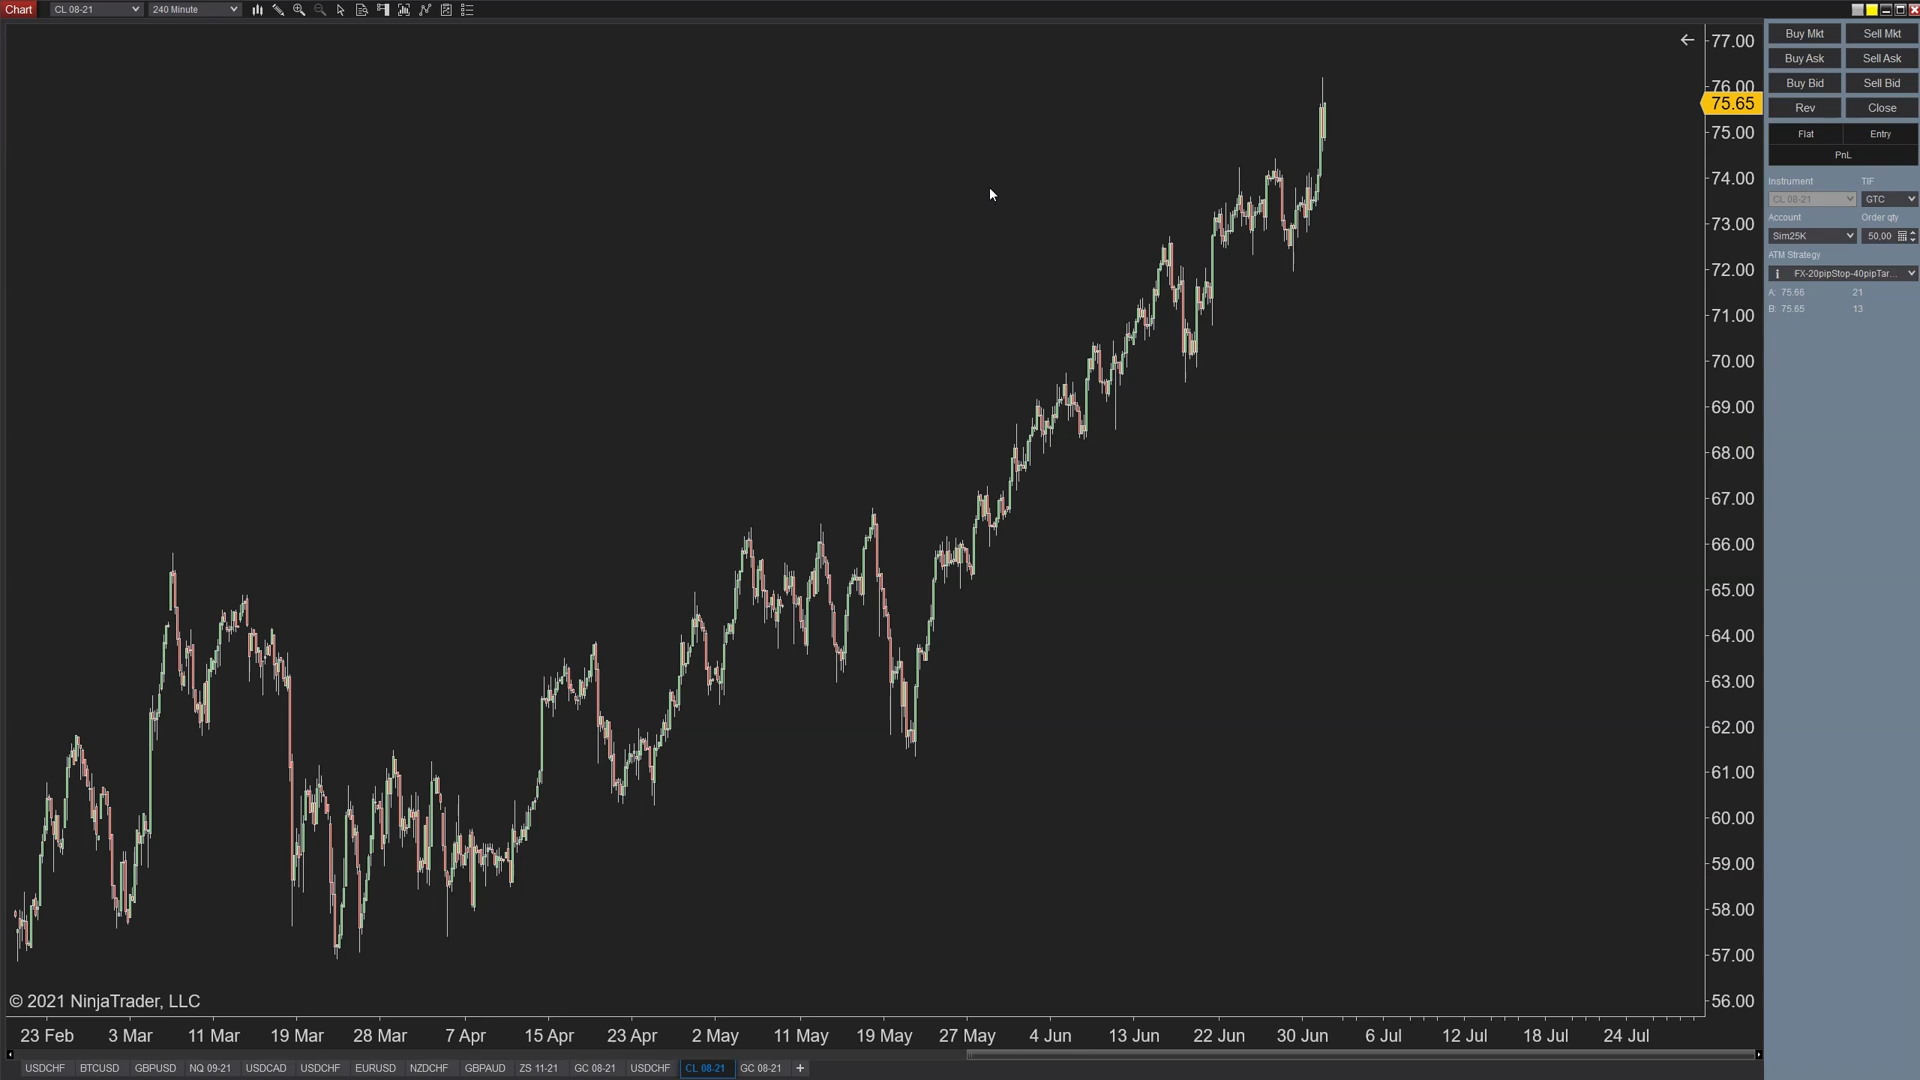 Chart CL 08-21 240 Minute
77.00
76.00
75.65
75.00
74.00
73.00
72.00
71.00
70.00
69.00
68.00
67.00
66.00
65.00
64.00
63.00
62.00
61.00
60.00
59.00
58.00
57.00
56.00
Buy Mkt Sell Mkt
Buy Ask Sell Ask
Buy Bid Sell Bid
Rev Close
Flat Entry
PnL
Instrument TIF
CL 08-21 GTC
Account Order qty
Sim25K 50,00
ATM Strategy
FX-20pipStop-40pipTar...
A: 75.66 21
B: 75.65 13
© 2021 NinjaTrader, LLC
23 Feb 3 Mar 11 Mar 19 Mar 28 Mar 7 Apr 15 Apr 23 Apr 2 May 11 May 19 May 27 May 4 Jun 13 Jun 22 Jun 30 Jun 6 Jul 12 Jul 18 Jul 24 Jul
USDCHF BTCUSD GBPUSD NQ 09-21 USDCAD USDCHF EURUSD NZDCHF GBPAUD ZS 11-21 GC 08-21 USDCHF CL 08-21 GC 08-21 +